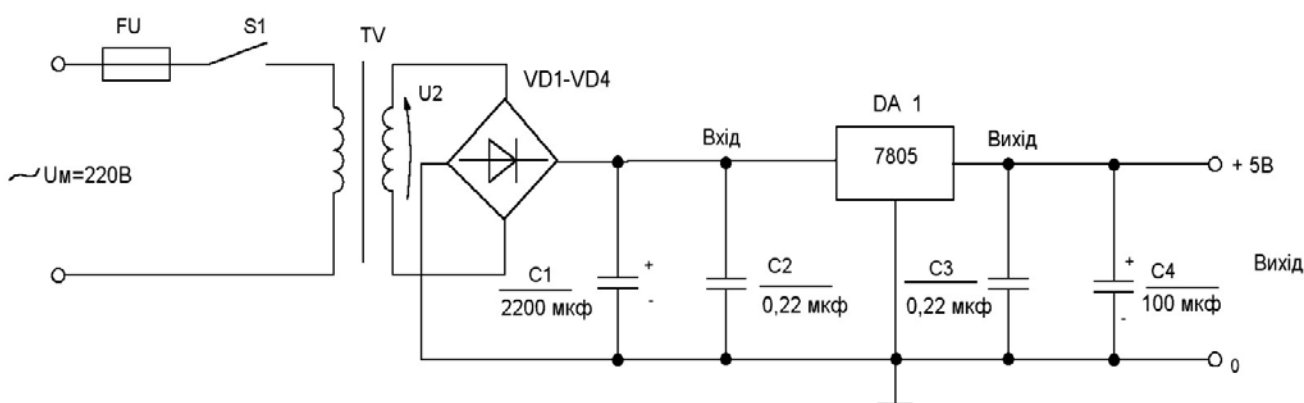 FU
S1
TV
U2
VD1-VD4
Uм=220В
Вхід
DA 1
7805
Вихід
+ 5В
C1
2200 мкф
+
-
C2
0,22 мкф
C3
0,22 мкф
+
-
C4
100 мкф
Вихід
0